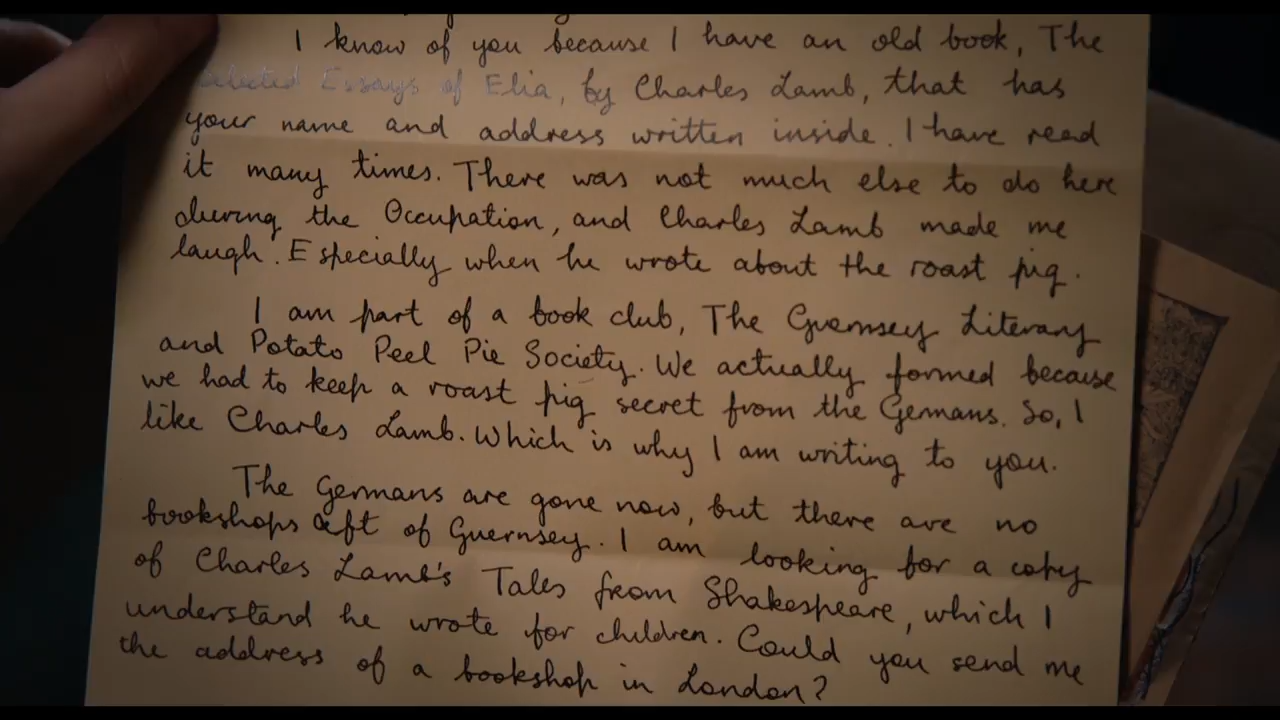 I know of you because I have an old book, The
Selected Essays of Elia, by Charles Lamb, that has
your name and address written inside. I have read
it many times. There was not much else to do here
during the Occupation, and Charles Lamb made me
laugh. Especially when he wrote about the roast pig.
I am part of a book club, The Guernsey Literary
and Potato Peel Pie Society. We actually formed because
we had to keep a roast pig secret from the Germans. So, I
like Charles Lamb. Which is why I am writing to you.
The Germans are gone now, but there are no
bookshops of Guernsey. I am looking for a copy
of Charles Lamb's Tales from Shakespeare, which I
understand he wrote for children. Could you send me
the address of a bookshop in London?